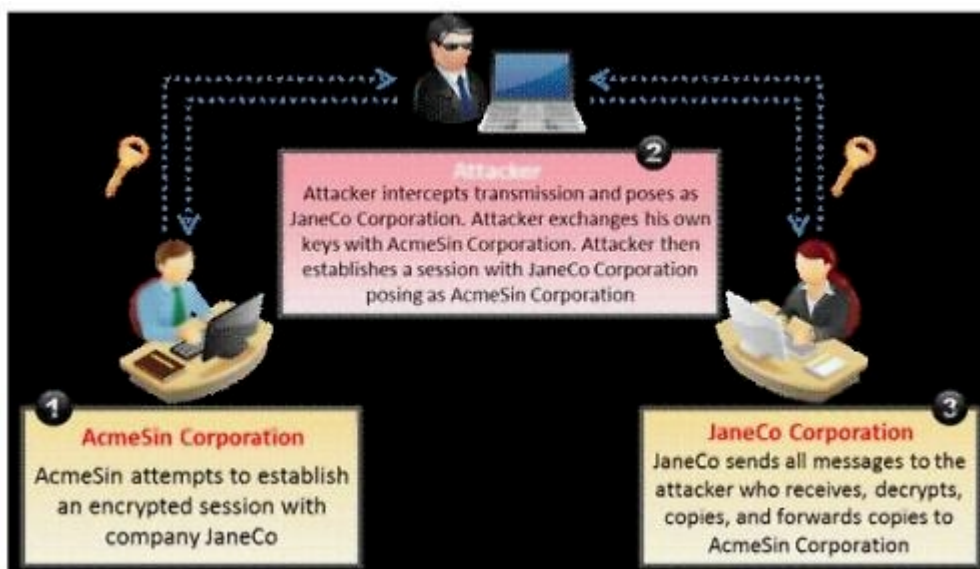 2
Attacker
Attacker intercepts transmission and poses as
JaneCo Corporation. Attacker exchanges his own
keys with AcmeSin Corporation. Attacker then
establishes a session with JaneCo Corporation
posing as AcmeSin Corporation
1
AcmeSin Corporation
AcmeSin attempts to establish
an encrypted session with
company JaneCo
3
JaneCo Corporation
JaneCo sends all messages to the
attacker who receives, decrypts,
copies, and forwards copies to
AcmeSin Corporation